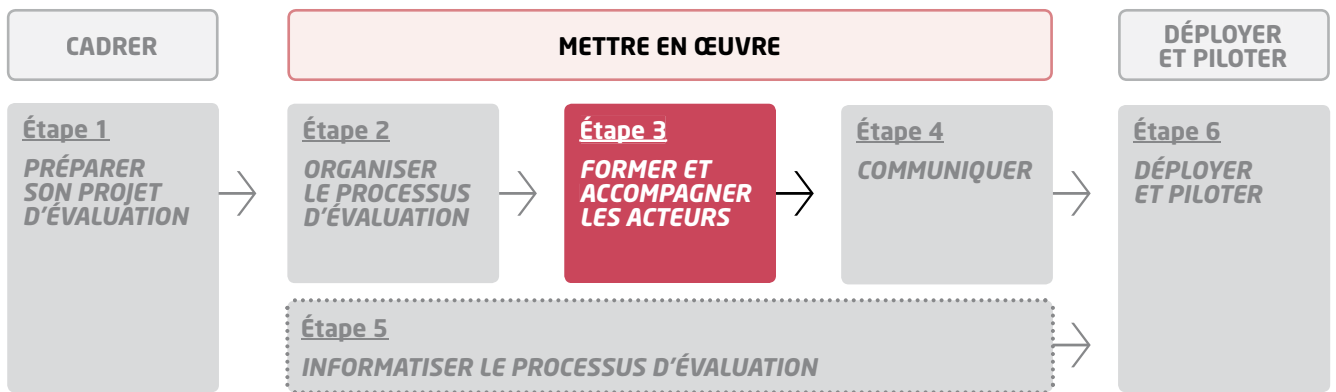 CADRER
METTRE EN ŒUVRE
DÉPLOYER
ET PILOTER
Étape 1
PRÉPARER
SON PROJET
D’ÉVALUATION
Étape 2
ORGANISER
LE PROCESSUS
D’ÉVALUATION
Étape 3
FORMER ET
ACCOMPAGNER
LES ACTEURS
Étape 4
COMMUNIQUER
Étape 6
DÉPLOYER
ET PILOTER
Étape 5
INFORMATISER LE PROCESSUS D’ÉVALUATION